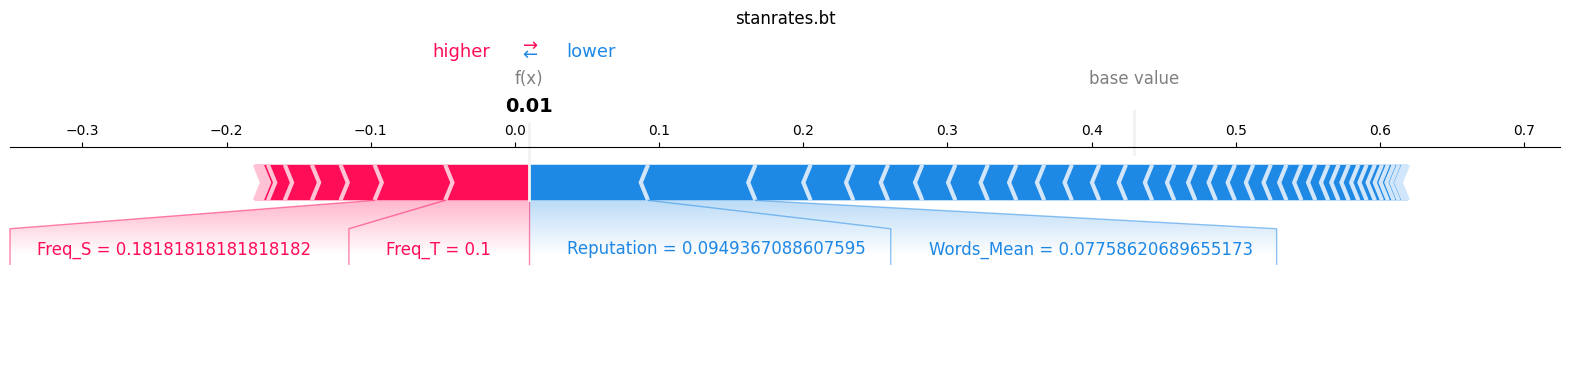 stanrates.bt
higher ⇄ lower
f(x) base value
0.01
−0.3 −0.2 −0.1 0.0 0.1 0.2 0.3 0.4 0.5 0.6 0.7
Freq_S = 0.18181818181818182 Freq_T = 0.1 Reputation = 0.0949367088607595 Words_Mean = 0.07758620689655173